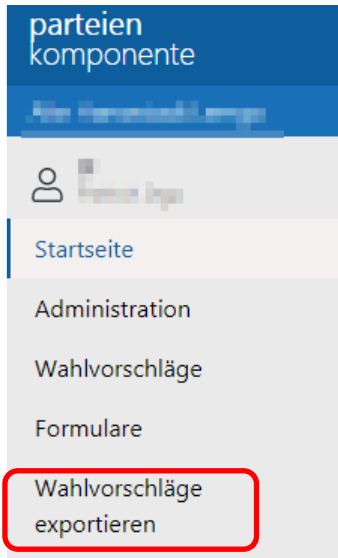 parteien
komponente
Startseite
Administration
Wahlvorschläge
Formulare
Wahlvorschläge
exportieren